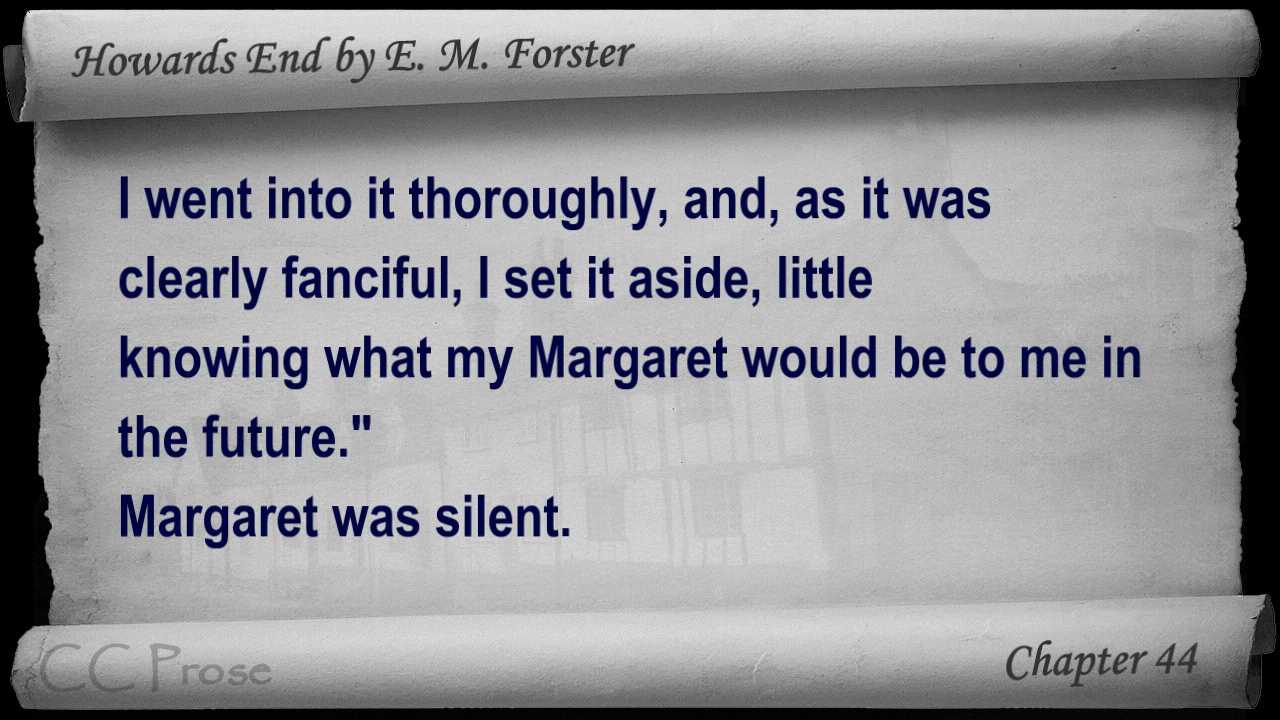 Howards End by E. M. Forster
I went into it thoroughly, and, as it was
clearly fanciful, I set it aside, little
knowing what my Margaret would be to me in
the future."
Margaret was silent.
CC Prose
Chapter 44